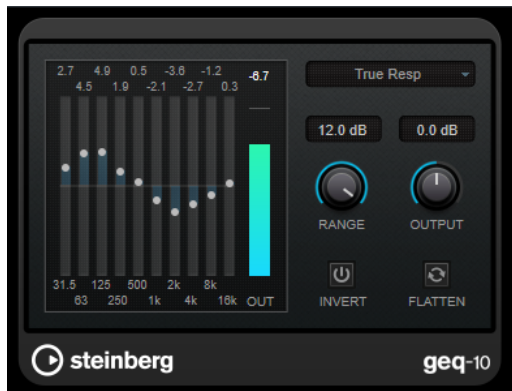 2.7 4.9 0.5 -3.6 -1.2
4.5 1.9 -2.1 -2.7 0.3
-6.7
True Resp
12.0 dB 0.0 dB
RANGE OUTPUT
31.5 125 500 2k 8k
63 250 1k 4k 16k OUT
INVERT FLATTEN
steinberg
geq-10